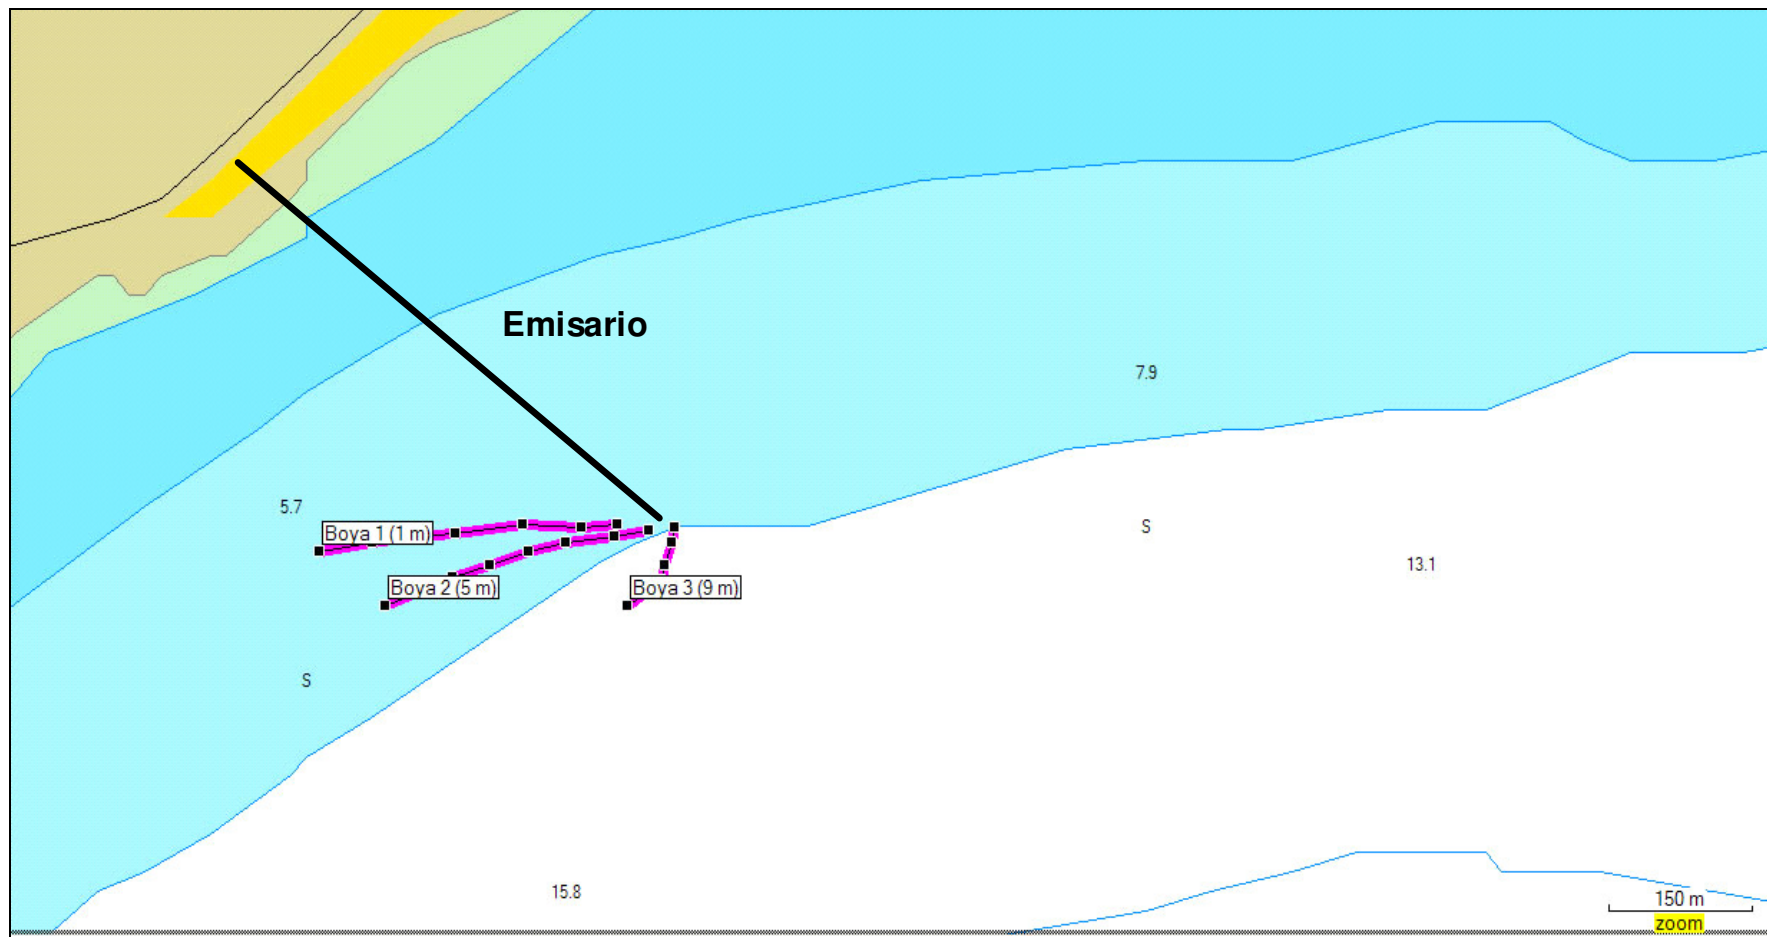 Emisario
7.9
5.7
Boya 1 (1 m)
S
13.1
Boya 2 (5 m)
Boya 3 (9 m)
S
15.8
150 m
zoom